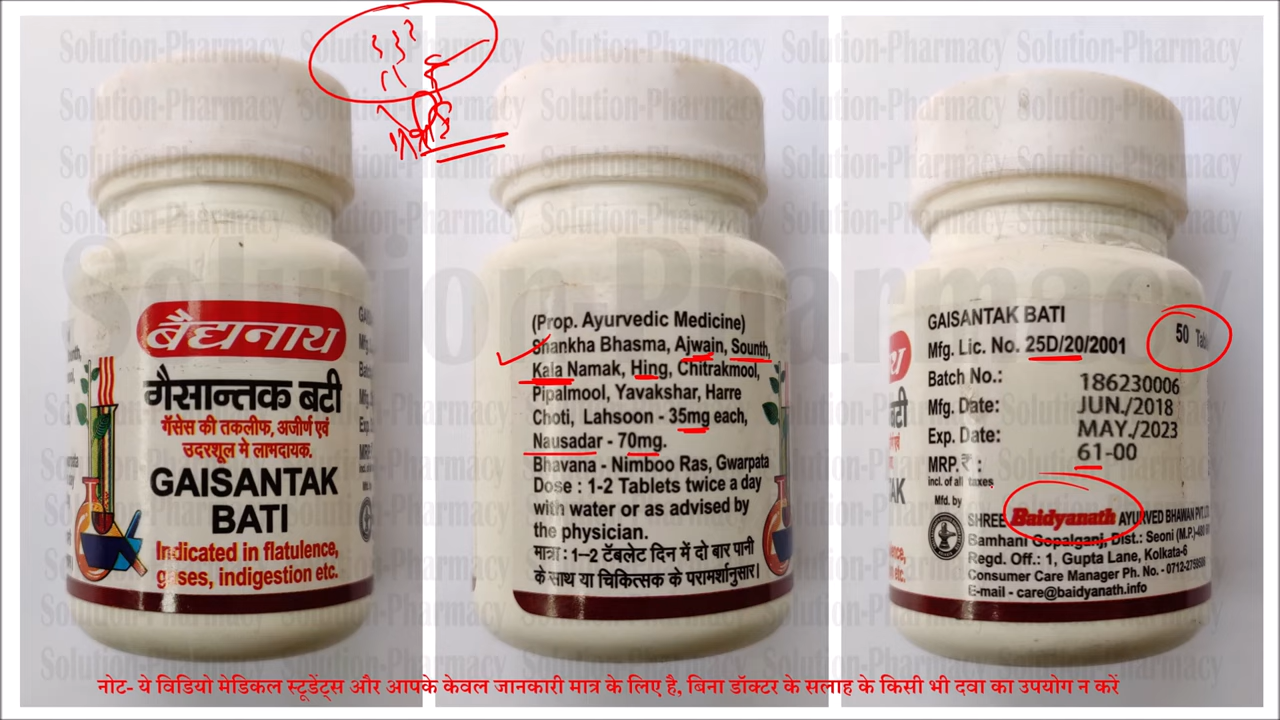 बैद्यनाथ
गैसान्तक बटी
गॅसेस की तकलीफ, अजीर्ण एवं
उदरशूल मे लाभदायक.
GAISANTAK
BATI
Indicated in flatulence,
gases, indigestion etc.
(Prop. Ayurvedic Medicine)
Shankha Bhasma, Ajwain, Sounth,
Kala Namak, Hing, Chitrakmool,
Pipalmool, Yavakshar, Harre
Choti, Lahsoon - 35mg each,
Nausadar - 70mg.
Bhavana - Nimboo Ras, Gwarpata
Dose : 1-2 Tablets twice a day
with water or as advised by
the physician.
मात्रा : 1–2 टॅबलेट दिन में दो बार पानी
के साथ या चिकित्सक के परामर्शानुसार।
GAISANTAK BATI
50
Mfg. Lic. No. 25D/20/2001
Batch No.: 186230006
Mfg. Date: JUN./2018
Exp. Date: MAY./2023
MRP.₹ : 61-00
incl. of all taxes
Mfd. by
SHREE Baidyanath AYURVED BHAWAN PVT.
Bamhani Gopalganj, Dist.: Seoni (M.P.)
Regd. Off.: 1, Gupta Lane, Kolkata-6
Consumer Care Manager Ph. No. -
E-mail - care@baidyanath.info
Solution-Pharmacy
नोट- ये विडियो मेडिकल स्टूडेंट्स और आपके केवल जानकारी मात्र के लिए है, बिना डॉक्टर के सलाह के किसी भी दवा का उपयोग न करें